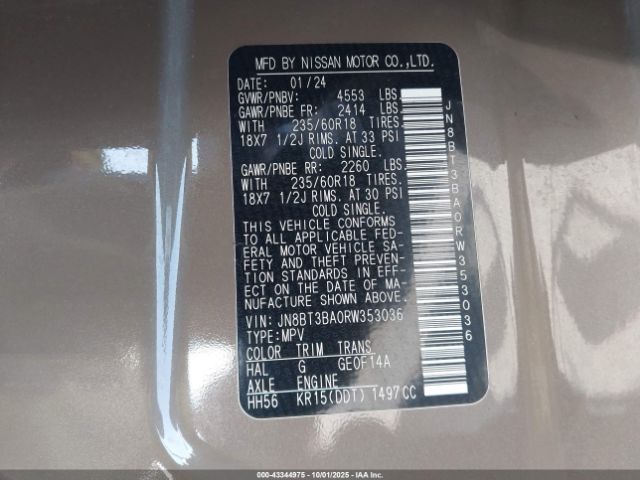 MFD BY NISSAN MOTOR CO.,LTD.
DATE: 01/24
GVWR/PNBV: 4553 LBS
GAWR/PNBE FR: 2414 LBS
WITH 235/60R18 TIRES.
18X7 1/2J RIMS. AT 33 PSI
COLD SINGLE.
GAWR/PNBE RR: 2260 LBS
WITH 235/60R18 TIRES.
18X7 1/2J RIMS. AT 30 PSI
COLD SINGLE.
THIS VEHICLE CONFORMS
TO ALL APPLICABLE FED-
ERAL MOTOR VEHICLE SA-
FETY AND THEFT PREVEN-
TION STANDARDS IN EFF-
ECT ON THE DATE OF MA-
NUFACTURE SHOWN ABOVE.
VIN: JN8BT3BA0RW353036
TYPE:MPV
COLOR TRIM TRANS
HAL G GE0F14A
AXLE ENGINE
HH56 KR15(DDT) 1497CC
JN8BT3BA0RW353036
000-43344975 - 10/01/2025 - IAAI